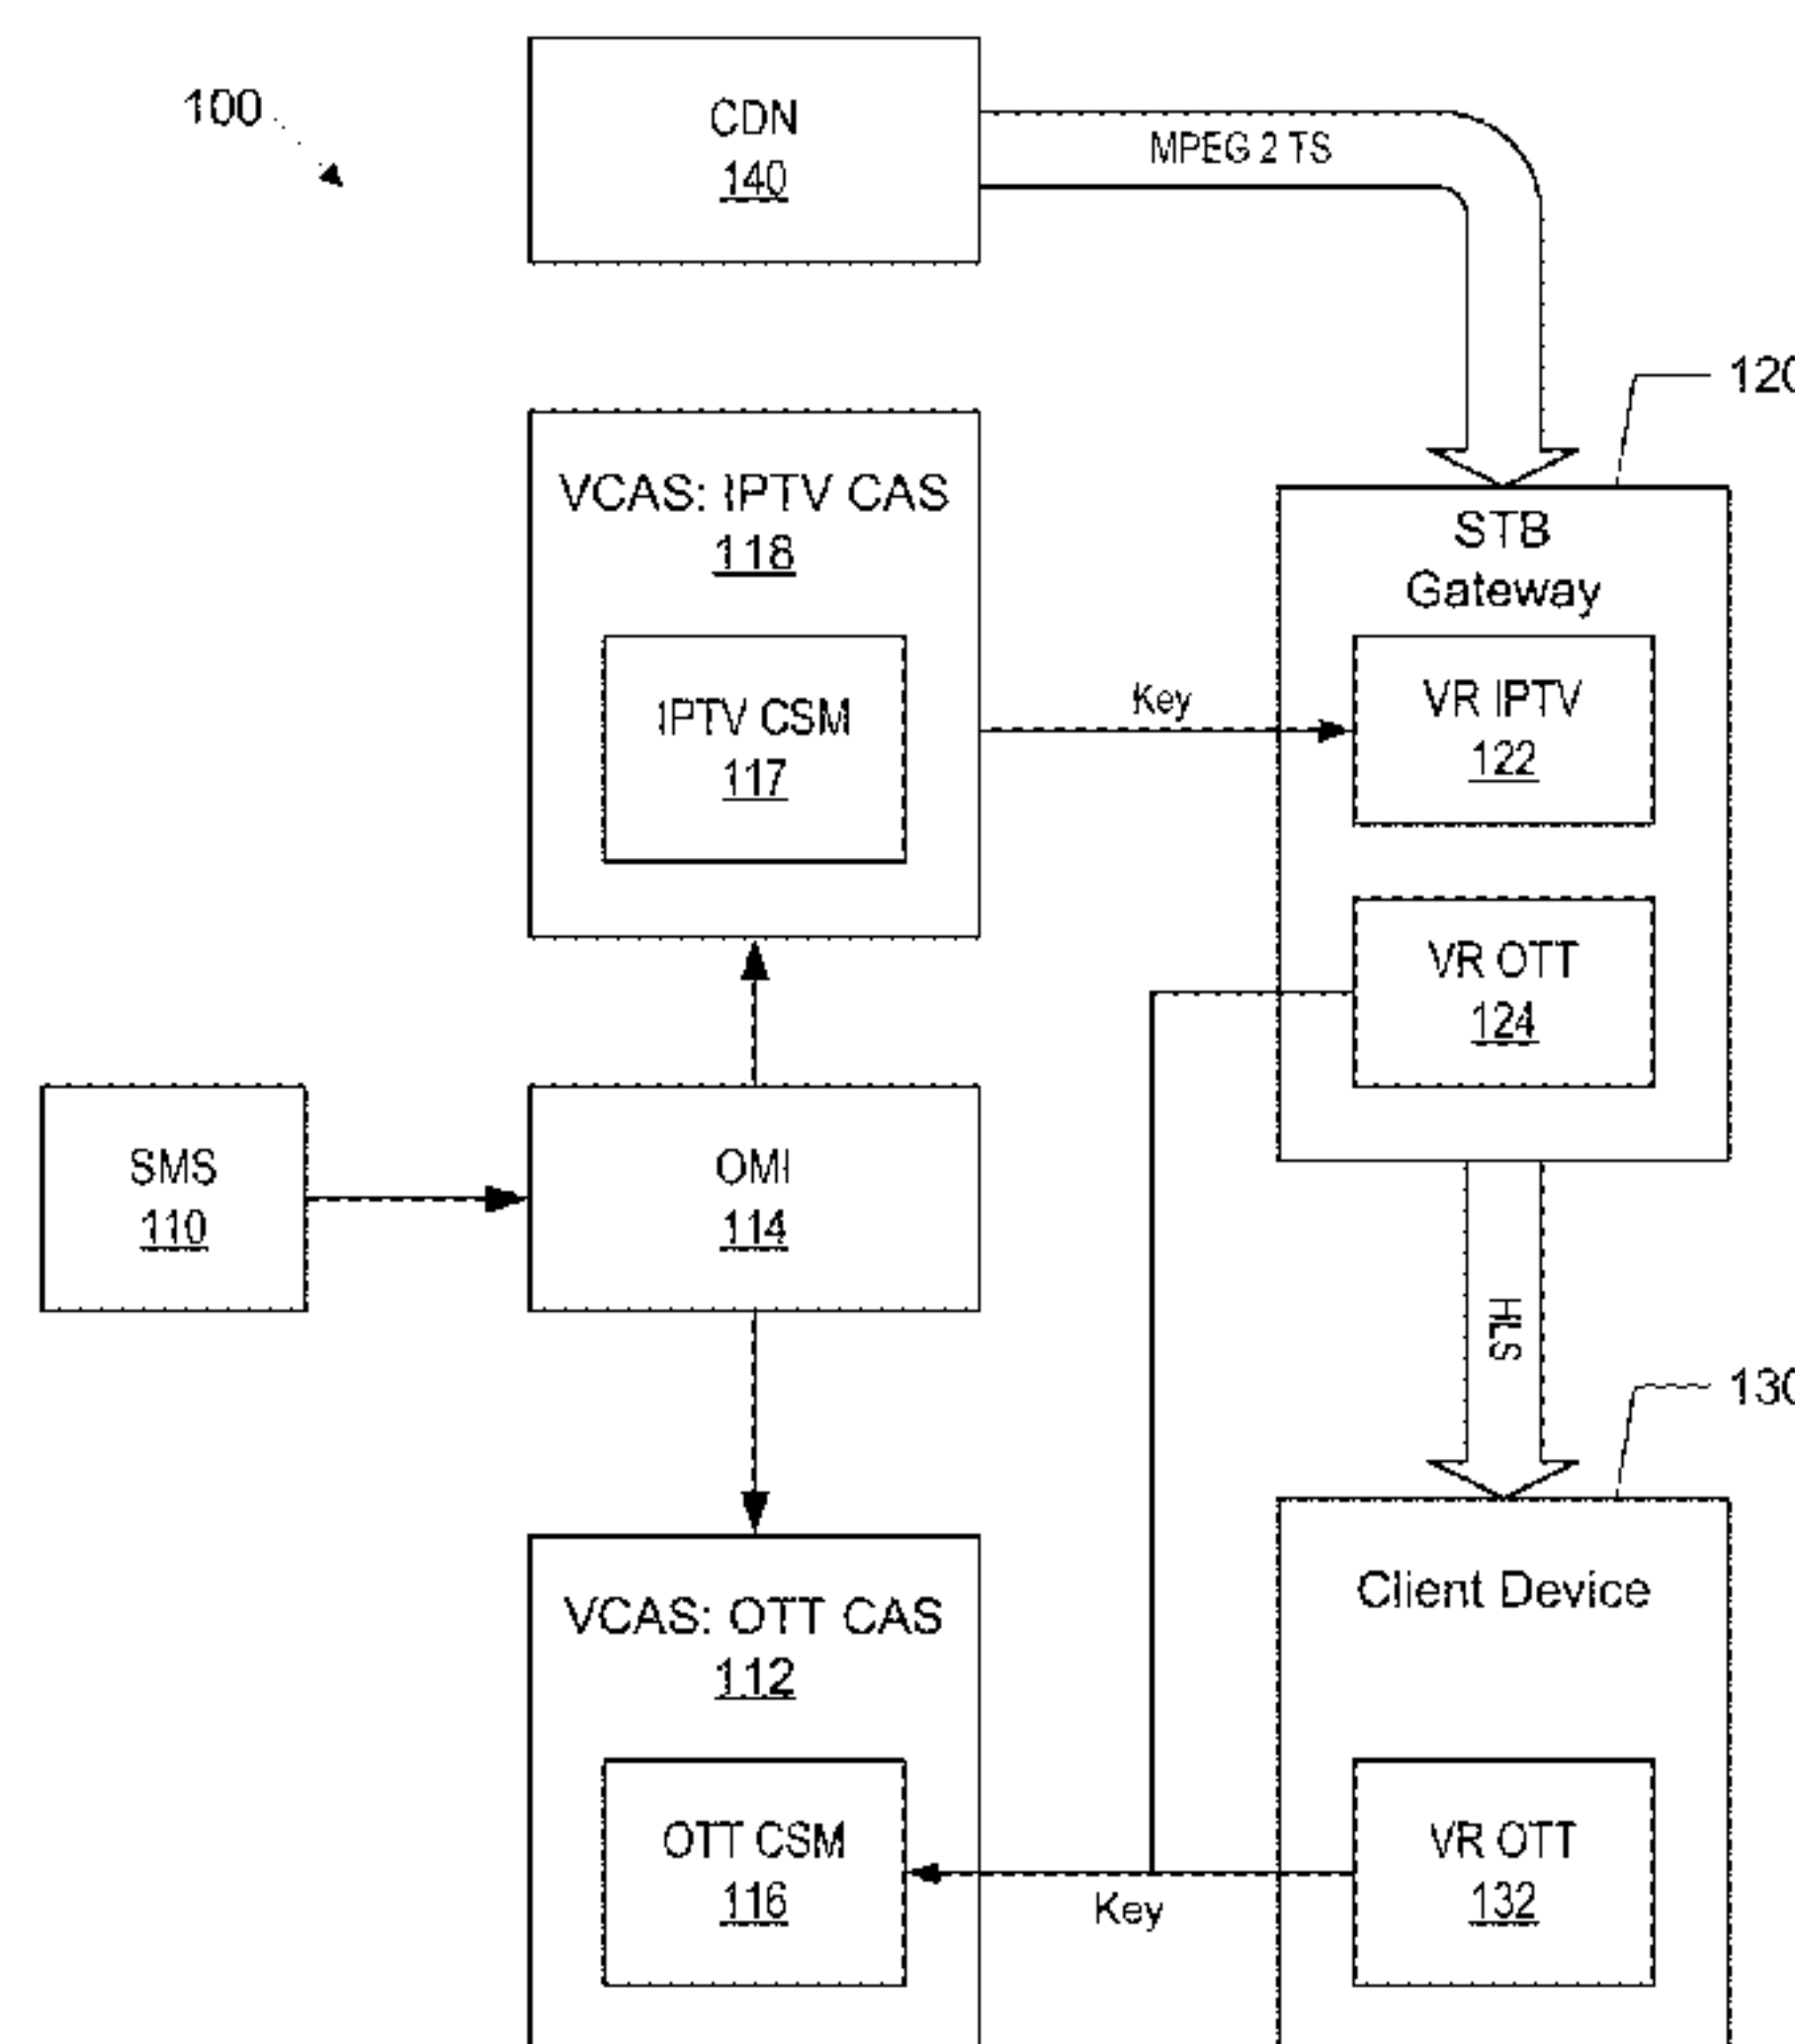 100
CDN
140
MPEG 2 TS
120
VCAS: IPTV CAS
118
IPTV CSM
117
Key
STB
Gateway
VR IPTV
122
VR OTT
124
SMS
110
OMI
114
HLS
130
VCAS: OTT CAS
112
OTT CSM
116
Key
Client Device
VR OTT
132